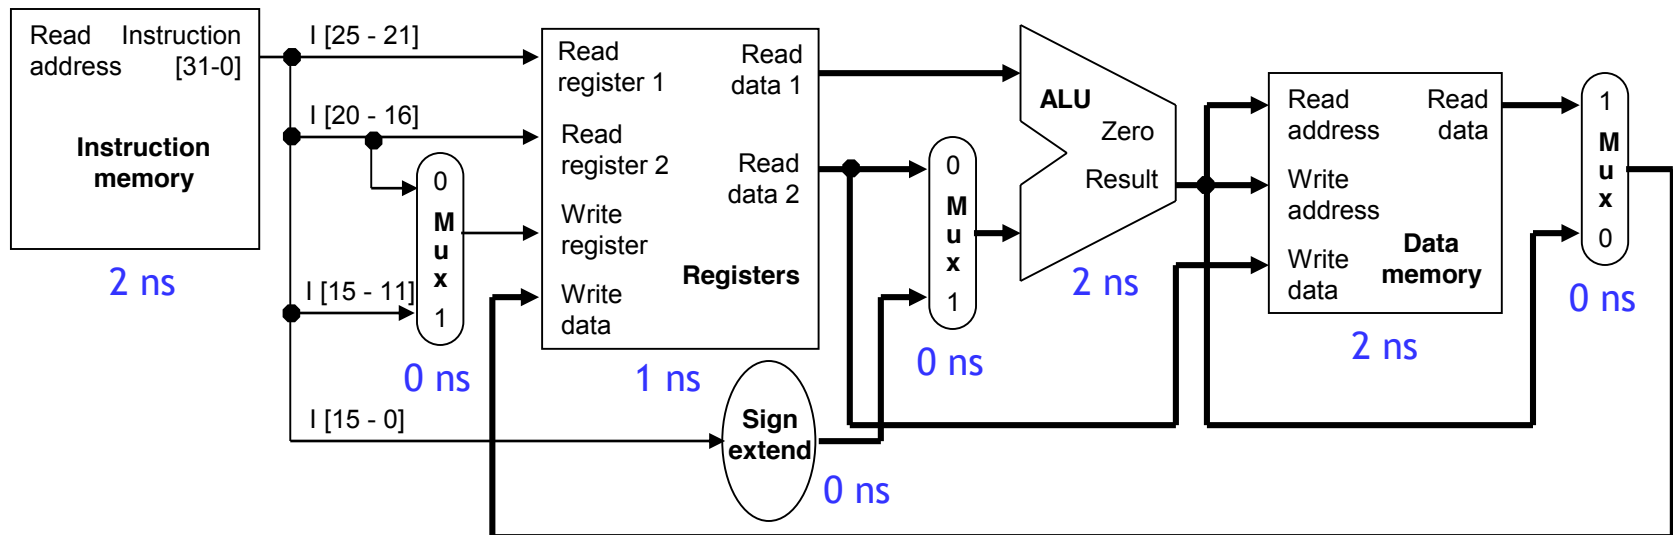 Read Instruction
address [31-0]
Instruction
memory
2 ns
I [25 - 21]
I [20 - 16]
I [15 - 11]
I [15 - 0]
0
M
u
x
1
0 ns
Read
register 1
Read
data 1
Read
register 2
Read
data 2
Write
register
Registers
Write
data
1 ns
Sign
extend
0 ns
0
M
u
x
1
0 ns
ALU
Zero
Result
2 ns
Read
address
Read
data
Write
address
Data
memory
Write
data
2 ns
1
M
u
x
0
0 ns